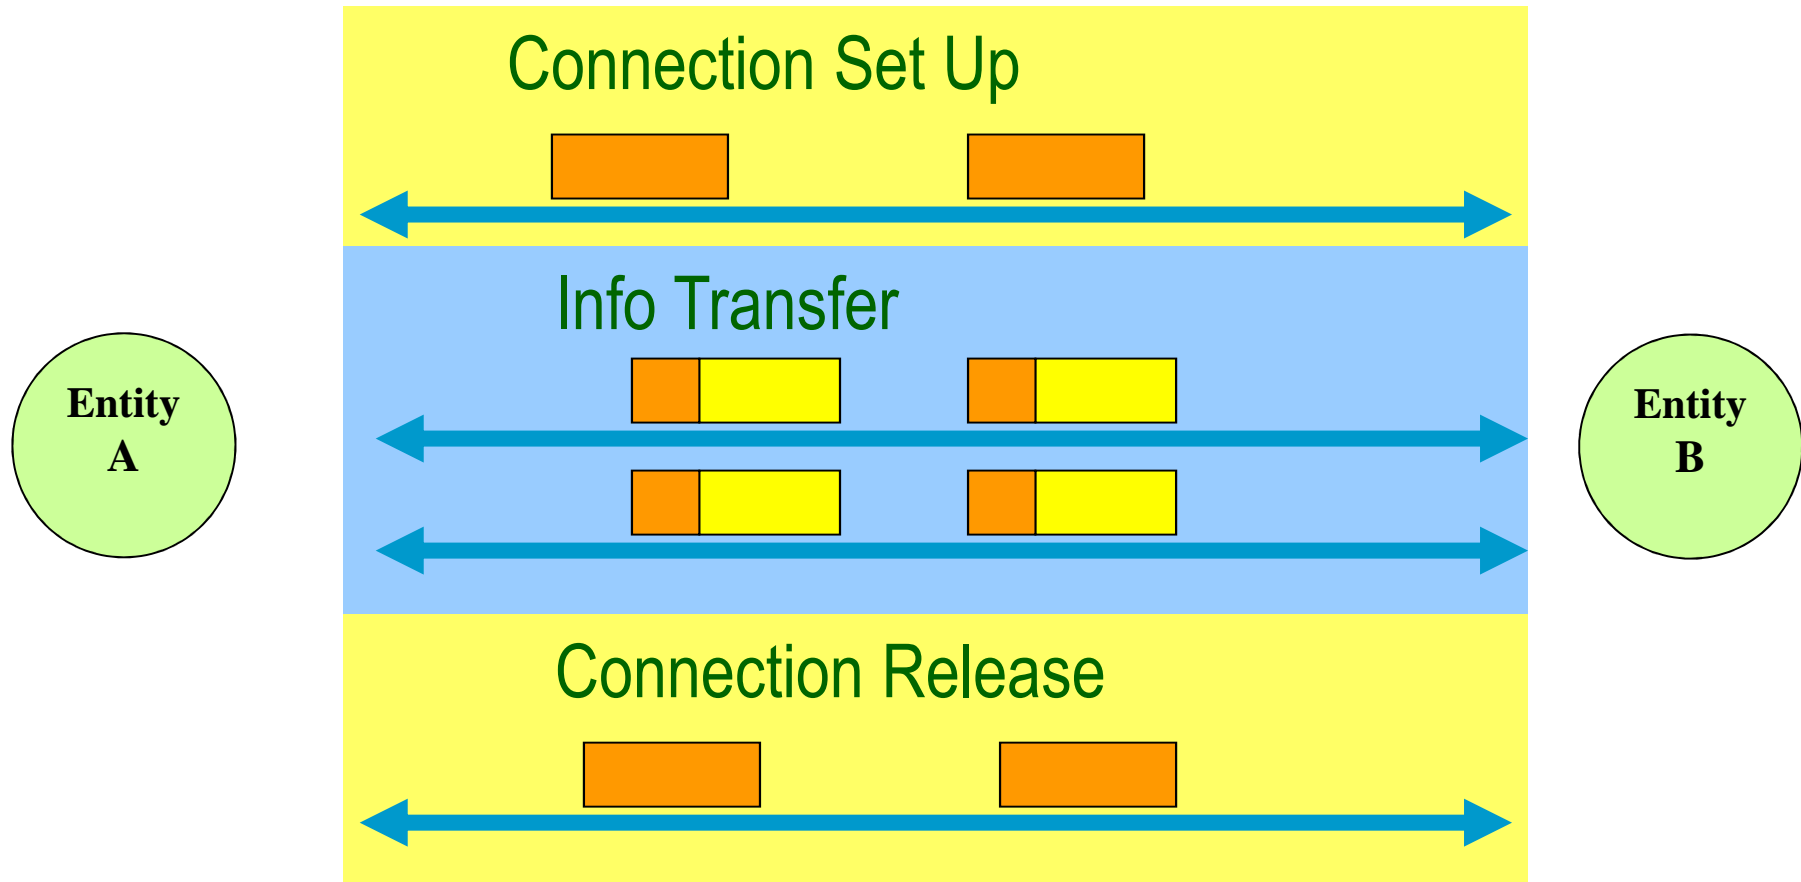 Connection Set Up
Info Transfer
Entity
A
Entity
B
Connection Release